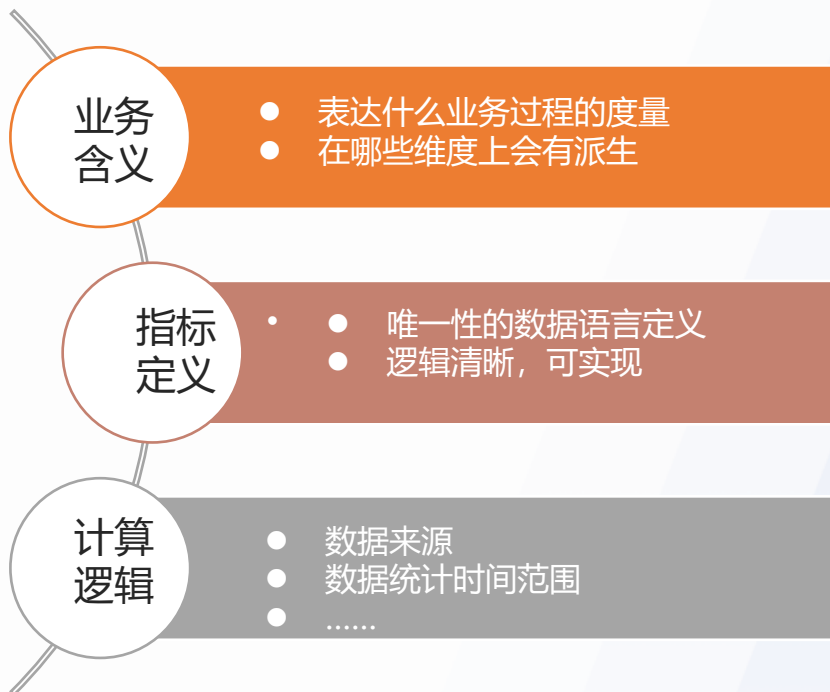 业务
含义
● 表达什么业务过程的度量
● 在哪些维度上会有派生
指标
定义
• ● 唯一性的数据语言定义
● 逻辑清晰，可实现
计算
逻辑
● 数据来源
● 数据统计时间范围
● ......